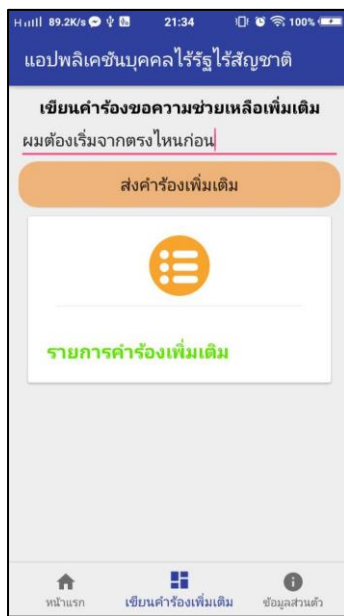 H 89.2K/s 21:34 100%
แอปพลิเคชันบุคคลไร้รัฐไร้สัญชาติ
เขียนคำร้องขอความช่วยเหลือเพิ่มเติม
ผมต้องเริ่มจากตรงไหนก่อน
ส่งคำร้องเพิ่มเติม
รายการคำร้องเพิ่มเติม
หน้าแรก เขียนคำร้องเพิ่มเติม ข้อมูลส่วนตัว